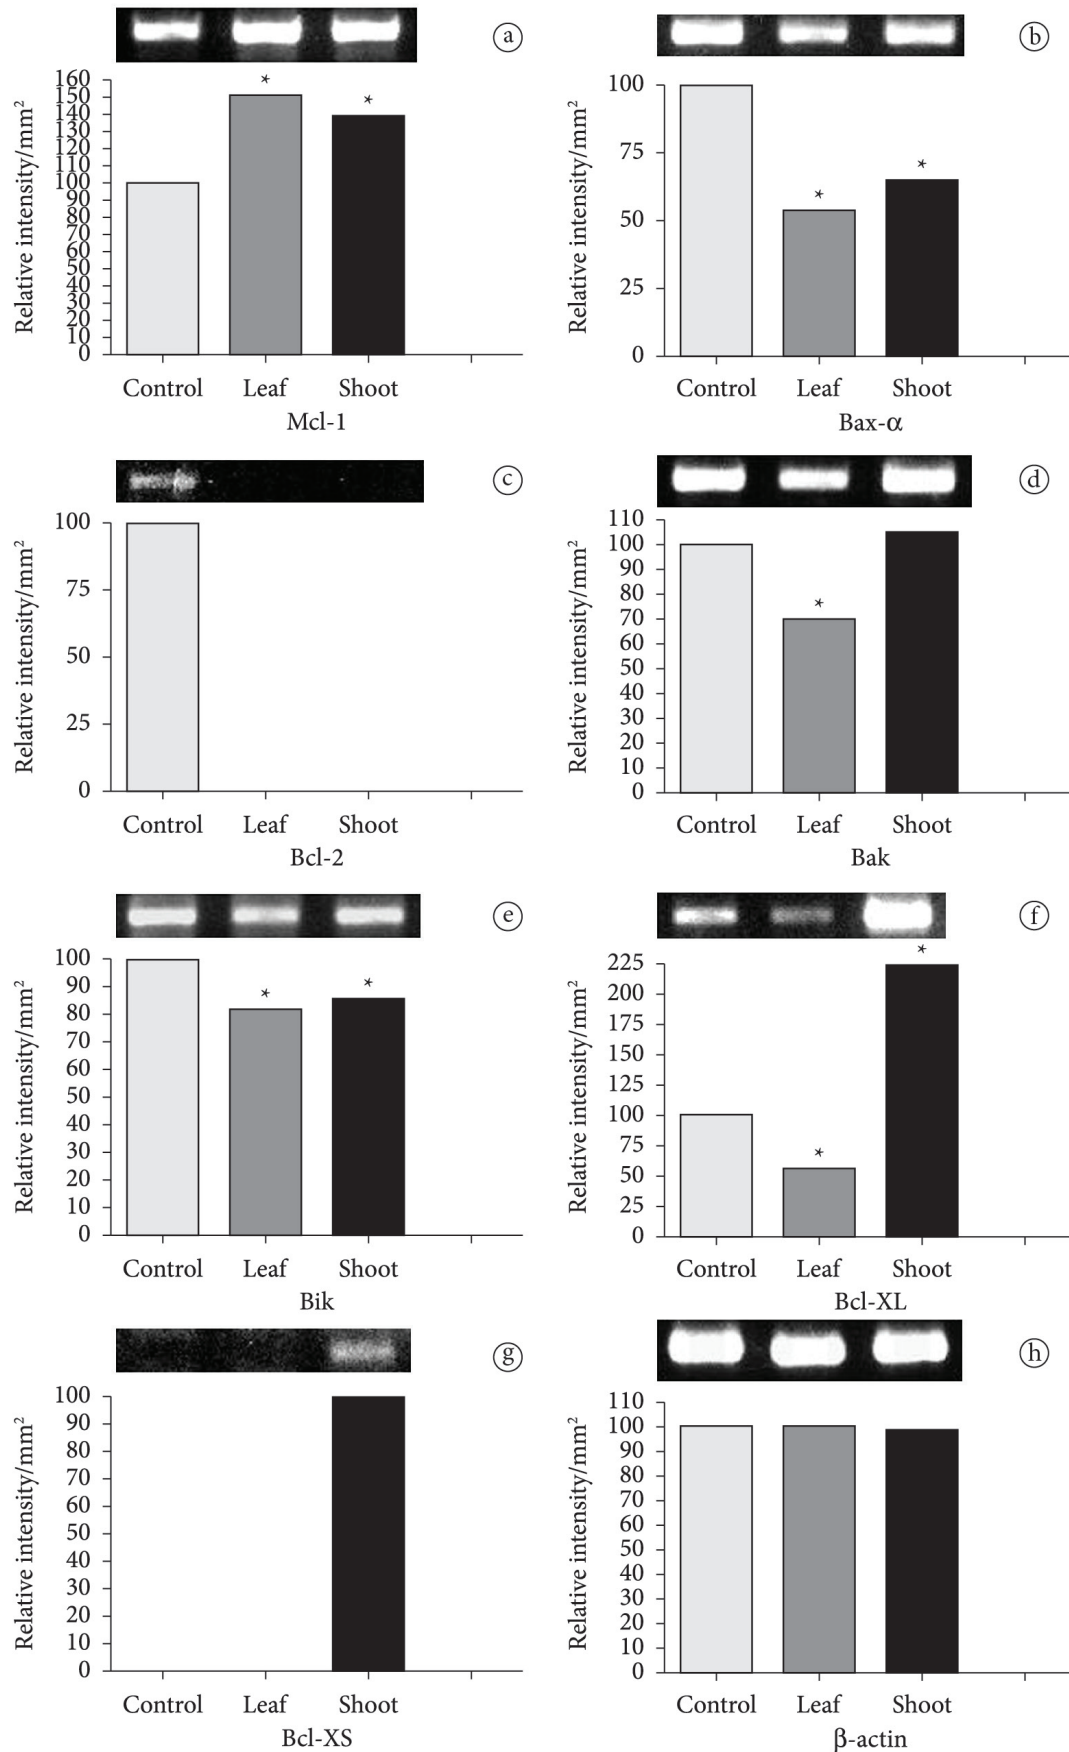 a
Relative intensity/mm²
160
150
140
130
120
110
100
90
80
70
60
50
40
30
20
10
0
*
*
Control Leaf Shoot
Mcl-1
b
Relative intensity/mm²
100
75
50
25
0
*
*
Control Leaf Shoot
Bax-α
c
Relative intensity/mm²
100
75
50
25
0
Control Leaf Shoot
Bcl-2
d
Relative intensity/mm²
110
100
90
80
70
60
50
40
30
20
10
0
*
Control Leaf Shoot
Bak
e
Relative intensity/mm²
100
90
80
70
60
50
40
30
20
10
0
*
*
Control Leaf Shoot
Bik
f
Relative intensity/mm²
225
200
175
150
125
100
75
50
25
0
*
*
Control Leaf Shoot
Bcl-XL
g
Relative intensity/mm²
100
90
80
70
60
50
40
30
20
10
0
Control Leaf Shoot
Bcl-XS
h
Relative intensity/mm²
110
100
90
80
70
60
50
40
30
20
10
0
Control Leaf Shoot
β-actin